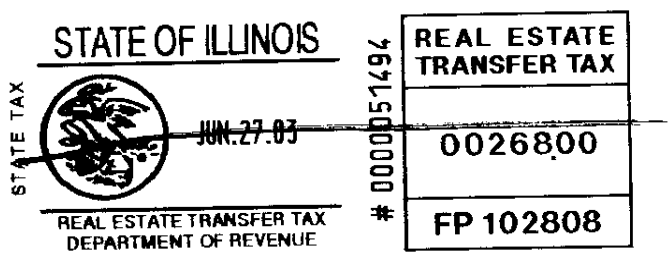 STATE OF ILLINOIS
STATE TAX
JUN.27.03
REAL ESTATE TRANSFER TAX
DEPARTMENT OF REVENUE
# 0000051494
REAL ESTATE
TRANSFER TAX
0026800
FP 102808